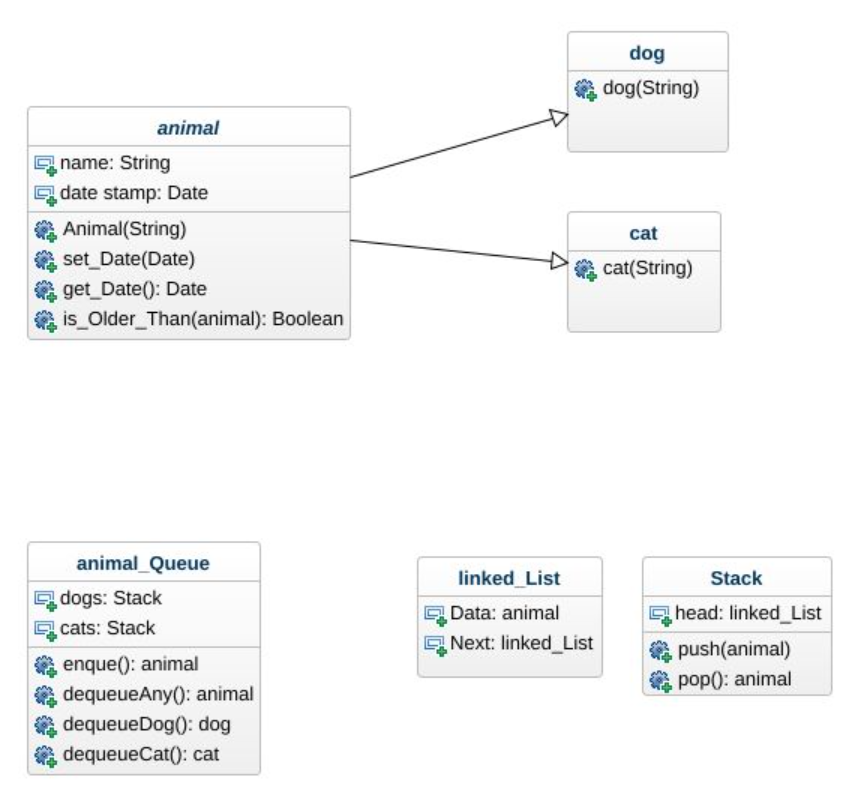 animal
name: String
date stamp: Date
Animal(String)
set_Date(Date)
get_Date(): Date
is_Older_Than(animal): Boolean
dog
dog(String)
cat
cat(String)
animal_Queue
dogs: Stack
cats: Stack
enque(): animal
dequeueAny(): animal
dequeueDog(): dog
dequeueCat(): cat
linked_List
Data: animal
Next: linked_List
Stack
head: linked_List
push(animal)
pop(): animal